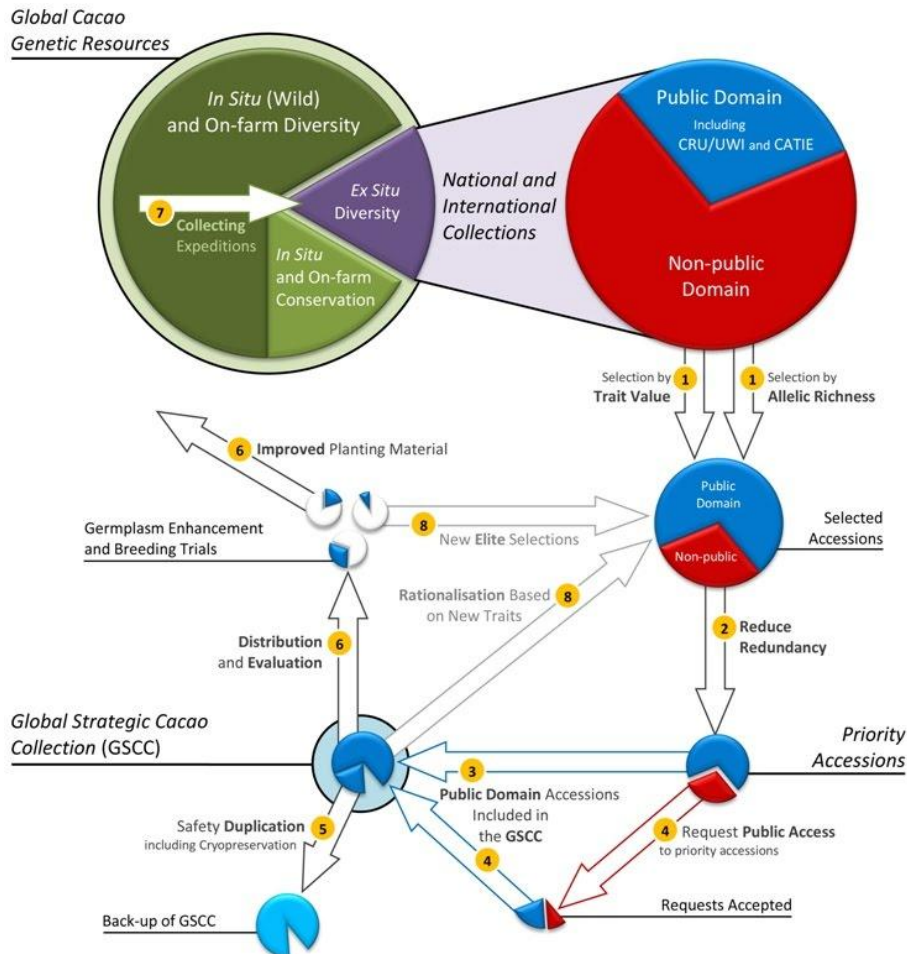 Global Cacao
Genetic Resources
In Situ (Wild)
and On-farm Diversity
Ex Situ
Diversity
7
Collecting
Expeditions
In Situ
and On-farm
Conservation
National and
International
Collections
Public Domain
Including
CRU/UWI and CATIE
Non-public
Domain
Selection by
Trait Value
1
1
Selection by
Allelic Richness
6
Improved Planting Material
Germplasm Enhancement
and Breeding Trials
8
New Elite Selections
Public
Domain
Non-public
Selected
Accessions
Rationalisation Based
on New Traits
8
Distribution
and Evaluation
6
2
Reduce
Redundancy
Global Strategic Cacao
Collection (GSCC)
Priority
Accessions
3
Public Domain Accessions
Included in
the GSCC
4
4
Request Public Access
to priority accessions
Safety Duplication
including Cryopreservation
5
Back-up of GSCC
Requests Accepted